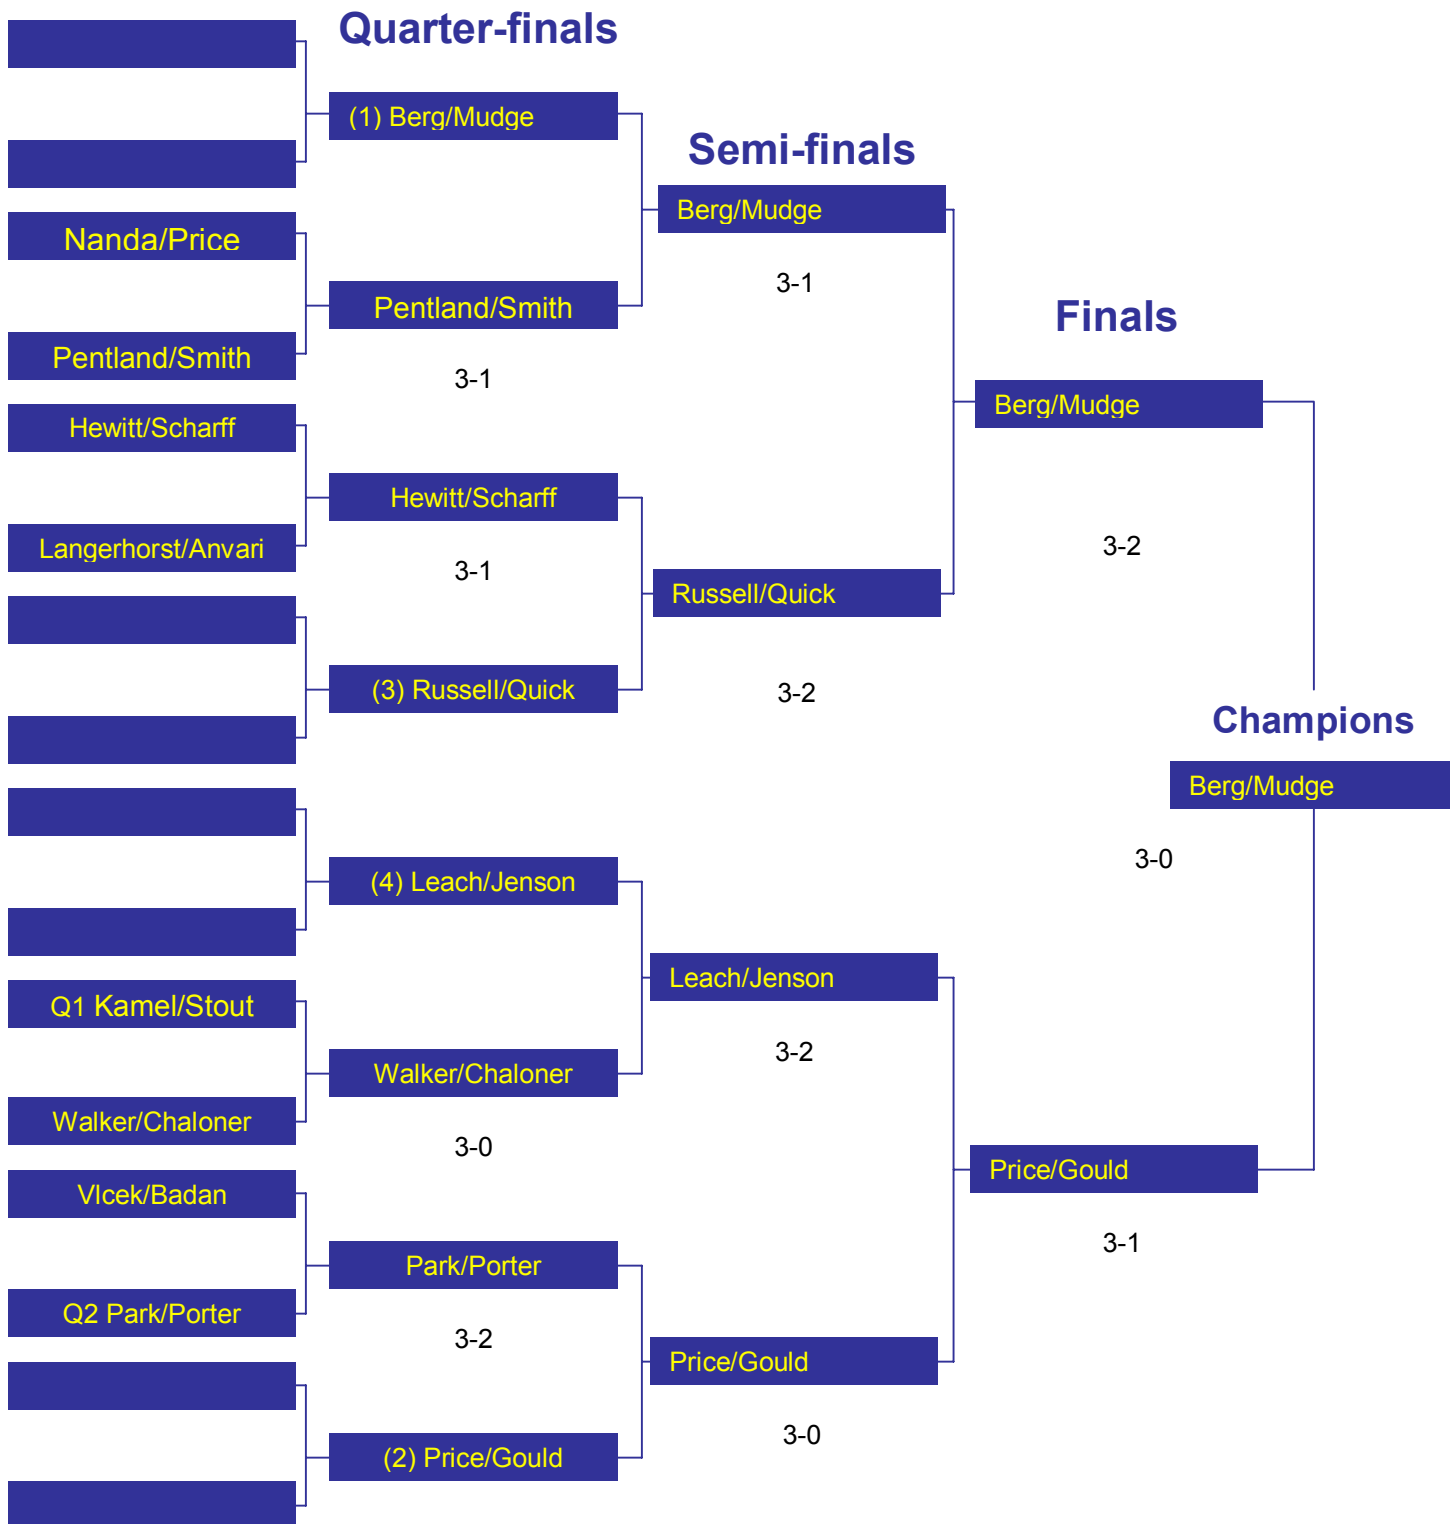 Quarter-finals
(1) Berg/Mudge
Semi-finals
Berg/Mudge
Nanda/Price
3-1
Pentland/Smith
Finals
Pentland/Smith
3-1
Berg/Mudge
Hewitt/Scharff
Hewitt/Scharff
Langerhorst/Anvari
3-2
3-1
Russell/Quick
(3) Russell/Quick
3-2
Champions
Berg/Mudge
3-0
(4) Leach/Jenson
Leach/Jenson
Q1 Kamel/Stout
3-2
Walker/Chaloner
Walker/Chaloner
3-0
Price/Gould
Vlcek/Badan
3-1
Park/Porter
Q2 Park/Porter
3-2
Price/Gould
3-0
(2) Price/Gould